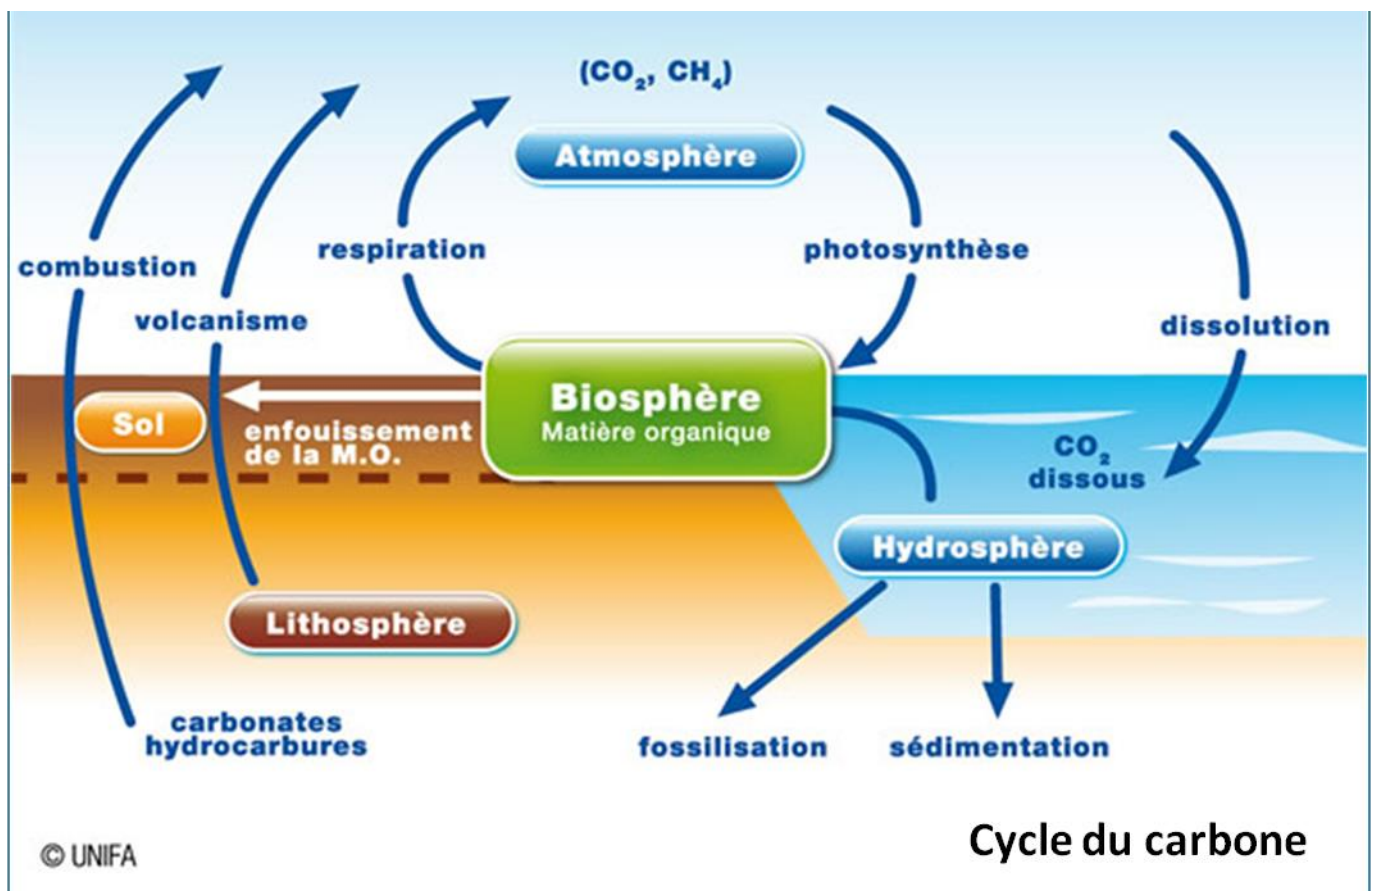 (CO₂, CH₄)
Atmosphère
combustion
respiration
photosynthèse
volcanisme
dissolution
Sol
enfouissement
de la M.O.
Biosphère
Matière organique
CO₂
dissous
Hydrosphère
Lithosphère
carbonates
hydrocarbures
fossilisation
sédimentation
© UNIFA
Cycle du carbone